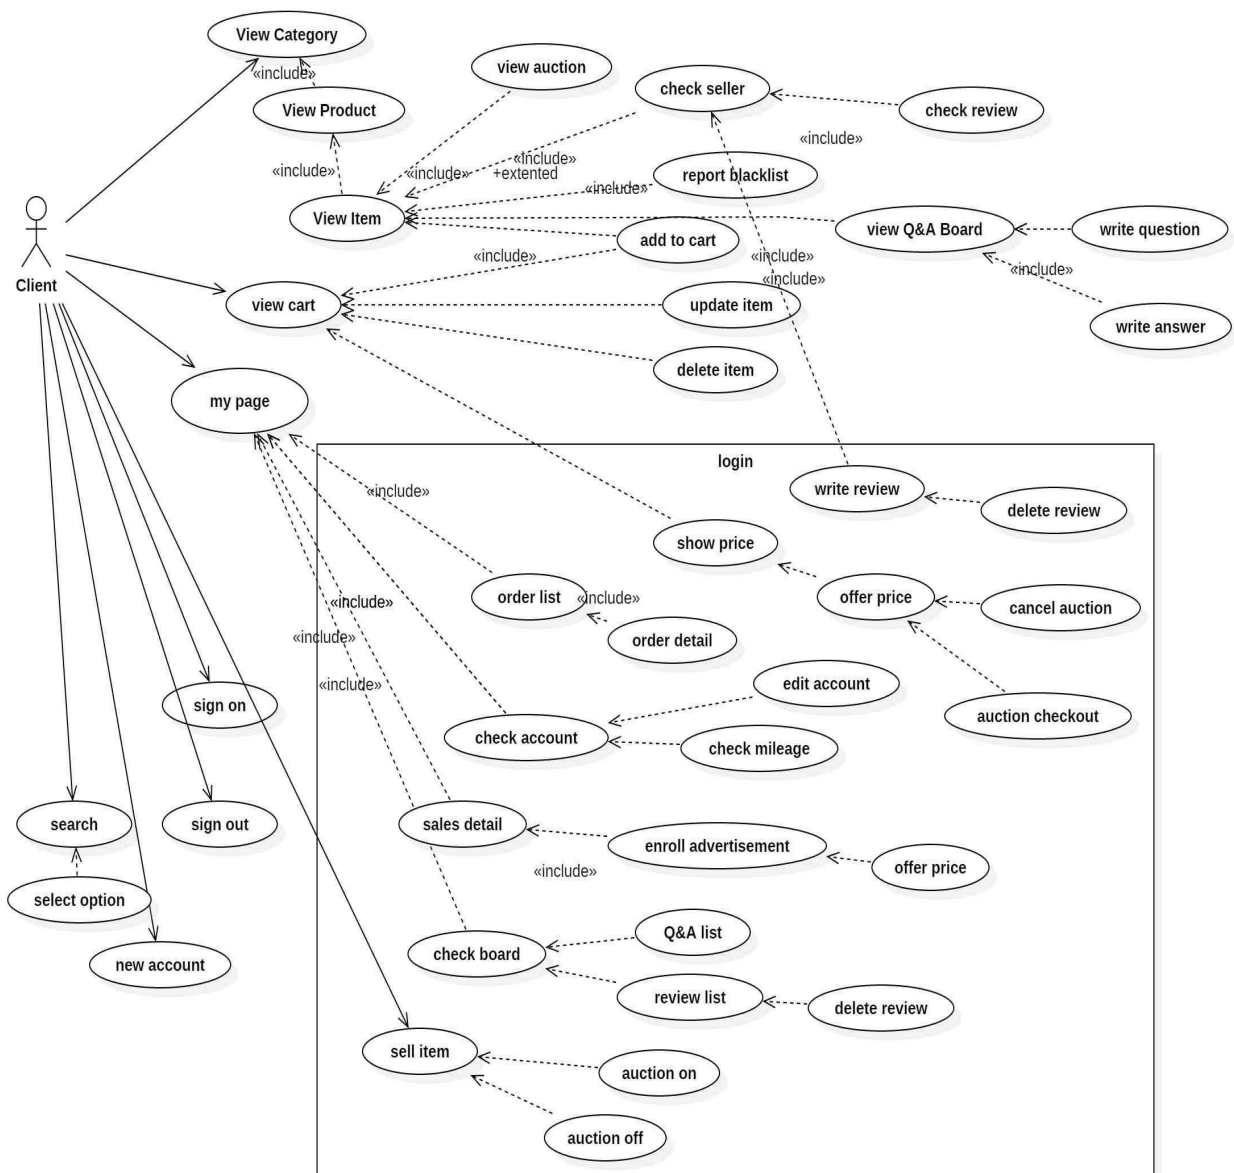 View Category
«include»
View Product
view auction
check seller
check review
«include»
«include»
«include»
«include»
+extented
report blacklist
«include»
View Item
add to cart
view Q&A Board
write question
«include»
«include»
«include»
«include»
Client
view cart
update item
write answer
delete item
my page
login
write review
delete review
«include»
show price
order list
«include»
offer price
cancel auction
«include»
«include»
order detail
«include»
edit account
sign on
auction checkout
check account
check mileage
search
sign out
sales detail
enroll advertisement
offer price
«include»
select option
Q&A list
check board
new account
review list
delete review
sell item
auction on
auction off